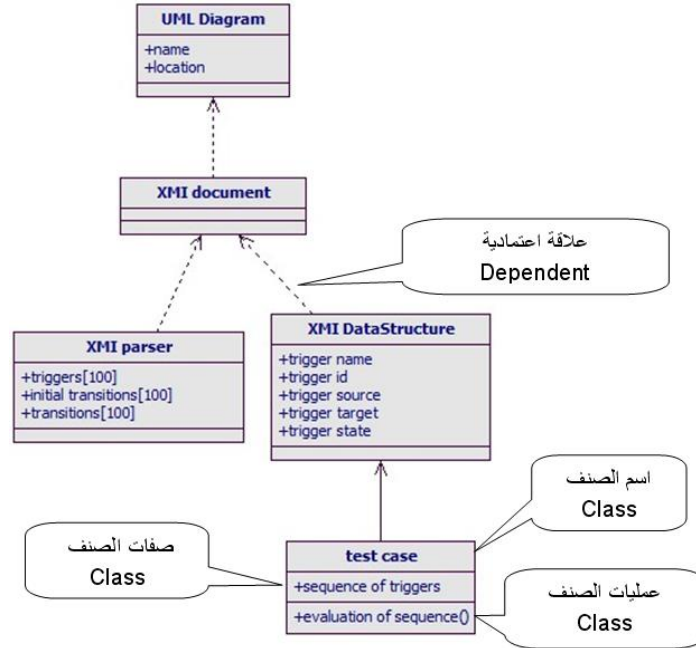 UML Diagram
+name
+location
XMI document
علاقة اعتمادية
Dependent
XMI parser
+triggers[100]
+initial transitions[100]
+transitions[100]
XMI DataStructure
+trigger name
+trigger id
+trigger source
+trigger target
+trigger state
اسم الصنف
Class
صفات الصنف
Class
test case
+sequence of triggers
+evaluation of sequence()
عمليات الصنف
Class